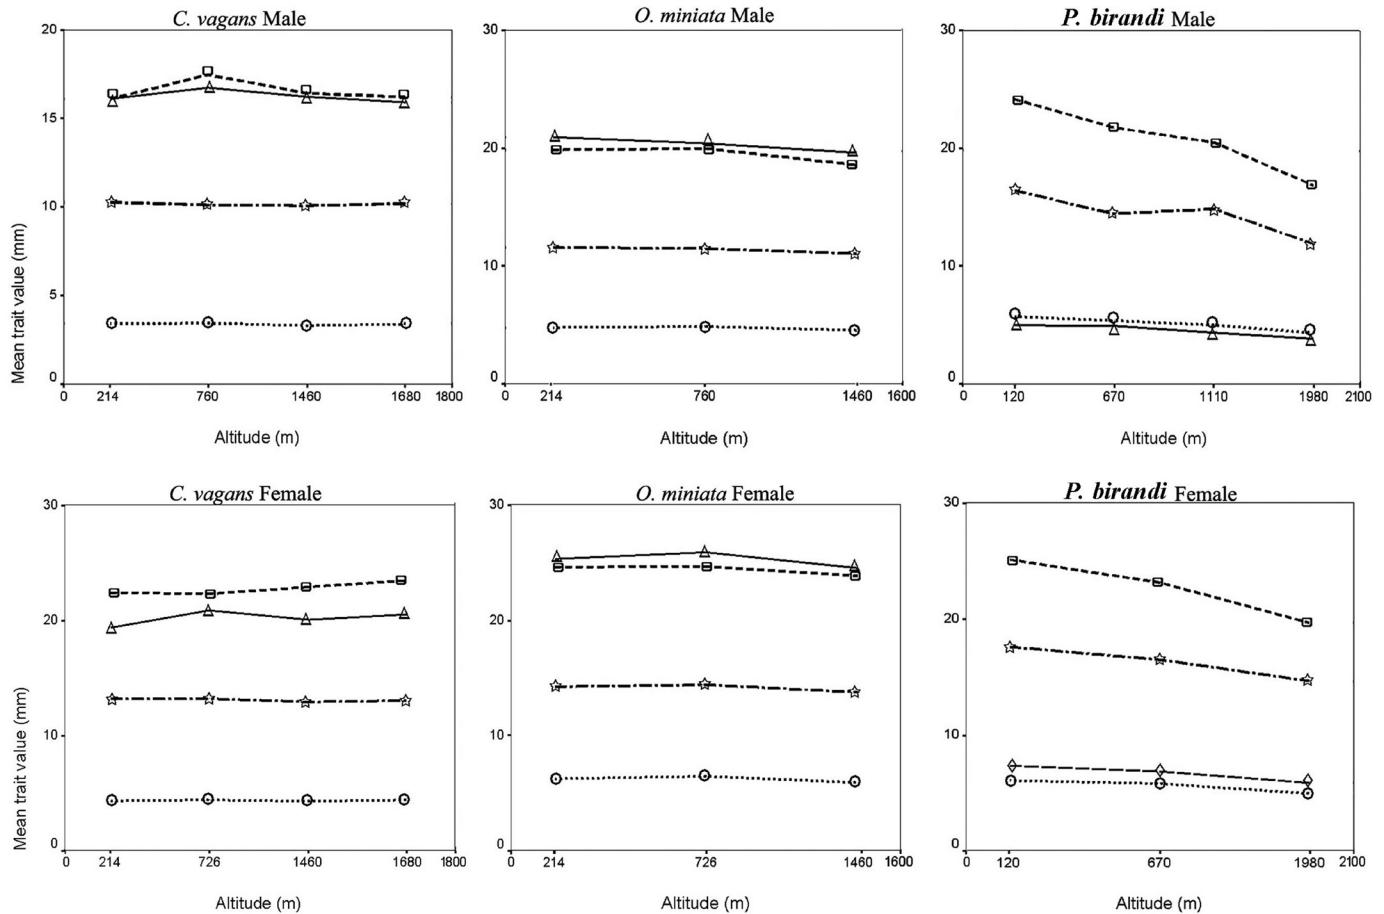 C. vagans Male
20
15
10
5
0
0 214 760 1460 1680 1800
Mean trait value (mm)
Altitude (m)
O. miniata Male
30
20
10
0
0 214 760 1460 1600
Altitude (m)
P. birandi Male
30
20
10
0
0 120 670 1110 1980 2100
Altitude (m)
C. vagans Female
30
20
10
0
0 214 726 1460 1680 1800
Mean trait value (mm)
Altitude (m)
O. miniata Female
30
20
10
0
0 214 726 1460 1600
Altitude (m)
P. birandi Female
30
20
10
0
0 120 670 1980 2100
Altitude (m)